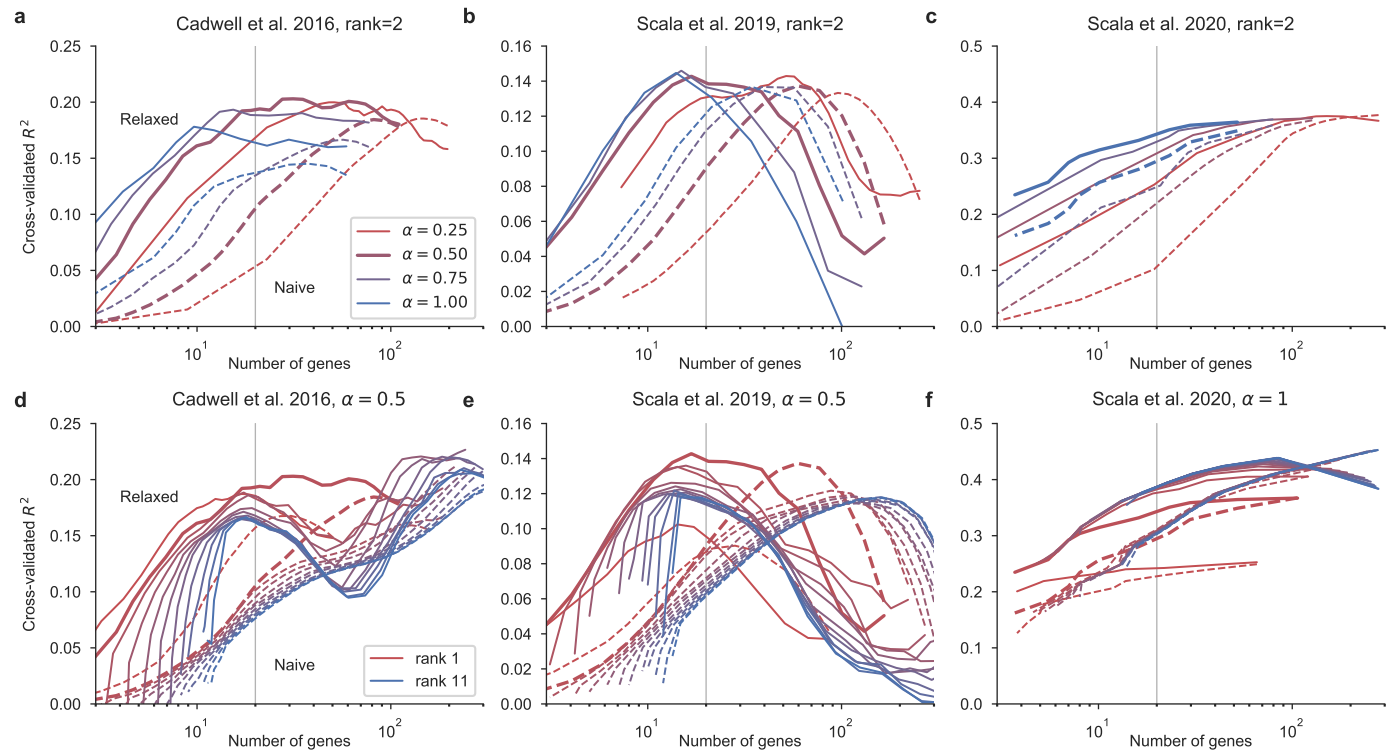 a
Cadwell et al. 2016, rank=2
0.25
0.20
0.15
0.10
0.05
0.00
Cross-validated R²
Relaxed
Naive
α = 0.25
α = 0.50
α = 0.75
α = 1.00
10¹
10²
Number of genes
b
Scala et al. 2019, rank=2
0.16
0.14
0.12
0.10
0.08
0.06
0.04
0.02
0.00
10¹
10²
Number of genes
c
Scala et al. 2020, rank=2
0.5
0.4
0.3
0.2
0.1
0.0
10¹
10²
Number of genes
d
Cadwell et al. 2016, α = 0.5
0.25
0.20
0.15
0.10
0.05
0.00
Cross-validated R²
Relaxed
Naive
rank 1
rank 11
10¹
10²
Number of genes
e
Scala et al. 2019, α = 0.5
0.16
0.14
0.12
0.10
0.08
0.06
0.04
0.02
0.00
10¹
10²
Number of genes
f
Scala et al. 2020, α = 1
0.5
0.4
0.3
0.2
0.1
0.0
10¹
10²
Number of genes